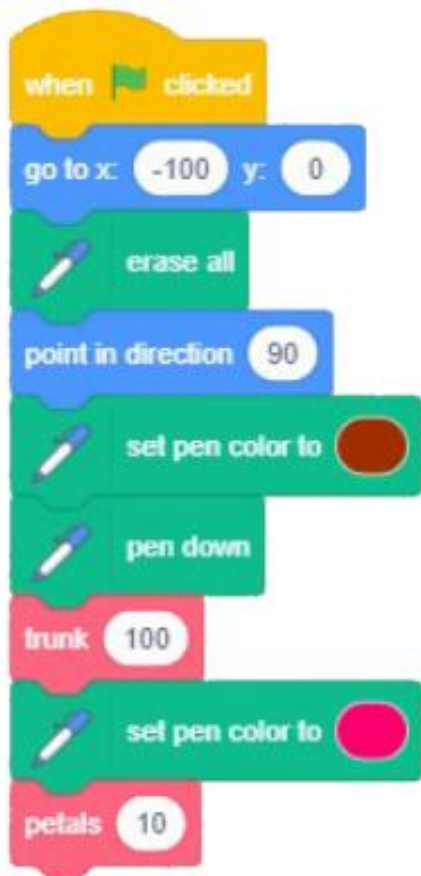 when clicked
go to x: -100 y: 0
erase all
point in direction 90
set pen color to
pen down
trunk 100
set pen color to
petals 10